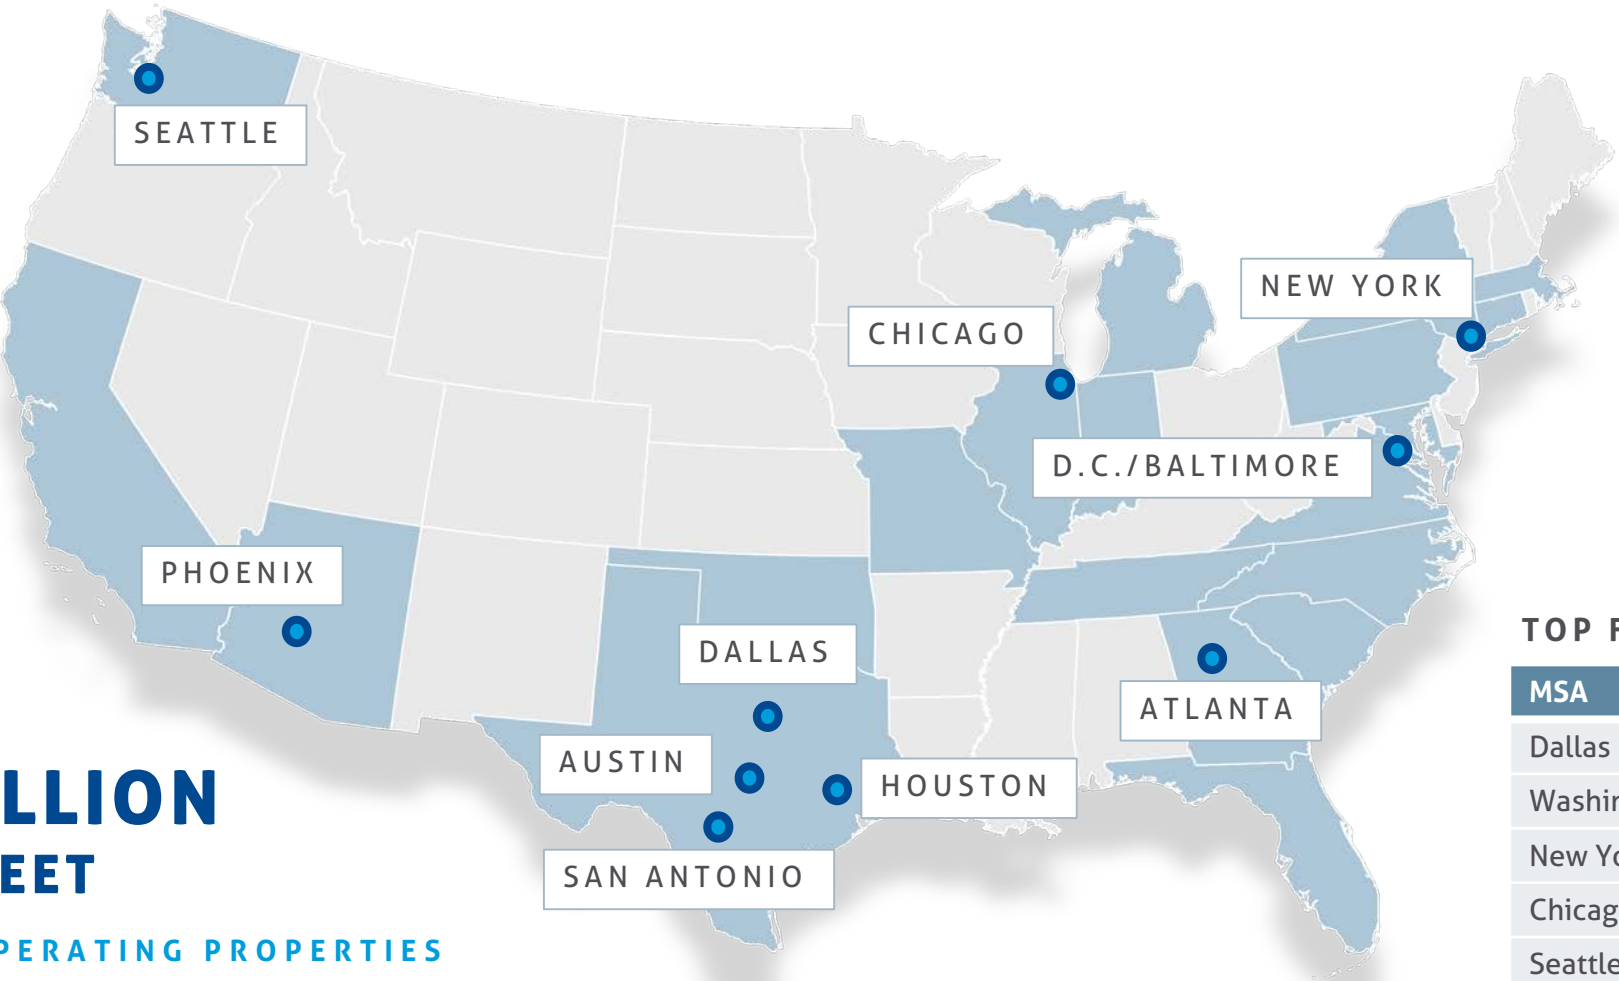 SEATTLE
NEW YORK
CHICAGO
D.C./BALTIMORE
PHOENIX
DALLAS
ATLANTA
AUSTIN
HOUSTON
SAN ANTONIO
LLION
EET
PERATING PROPERTIES
TOP
MSA
Dallas
Washin
New Yo
Chicag
Seattle